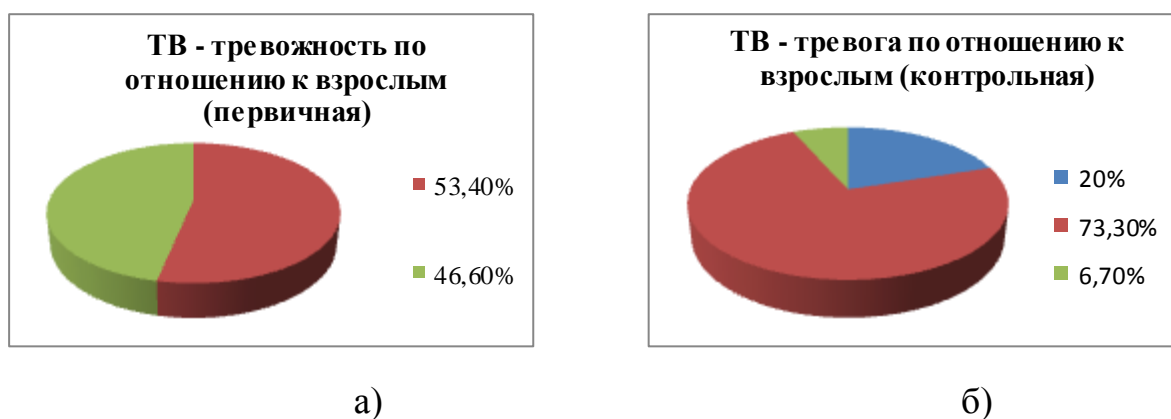 ТВ - тревожность по
отношению к взрослым
(первичная)
53,40%
46,60%
а)
ТВ - тревога по отношению к
взрослым (контрольная)
20%
73,30%
6,70%
б)